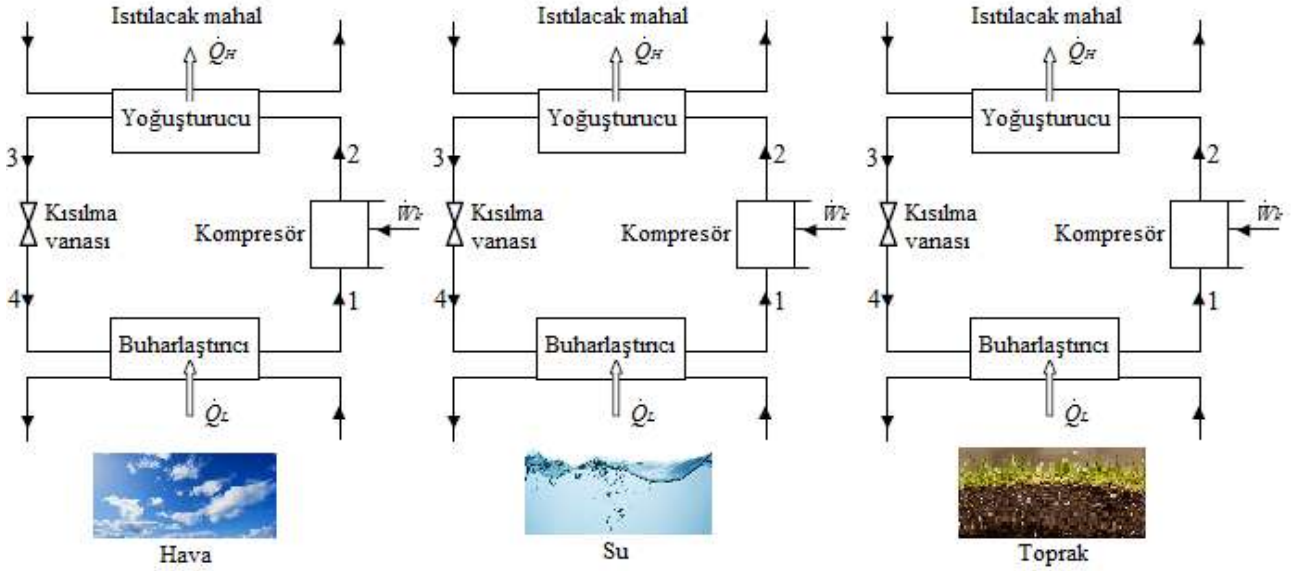 Isıtılacak mahal
Q̇H
Yoğuşturucu
3
2
Kısılma
vanası
Kompresör
Ẇk
4
1
Buharlaştırıcı
Q̇L
Hava
Isıtılacak mahal
Q̇H
Yoğuşturucu
3
2
Kısılma
vanası
Kompresör
Ẇk
4
1
Buharlaştırıcı
Q̇L
Su
Isıtılacak mahal
Q̇H
Yoğuşturucu
3
2
Kısılma
vanası
Kompresör
Ẇk
4
1
Buharlaştırıcı
Q̇L
Toprak